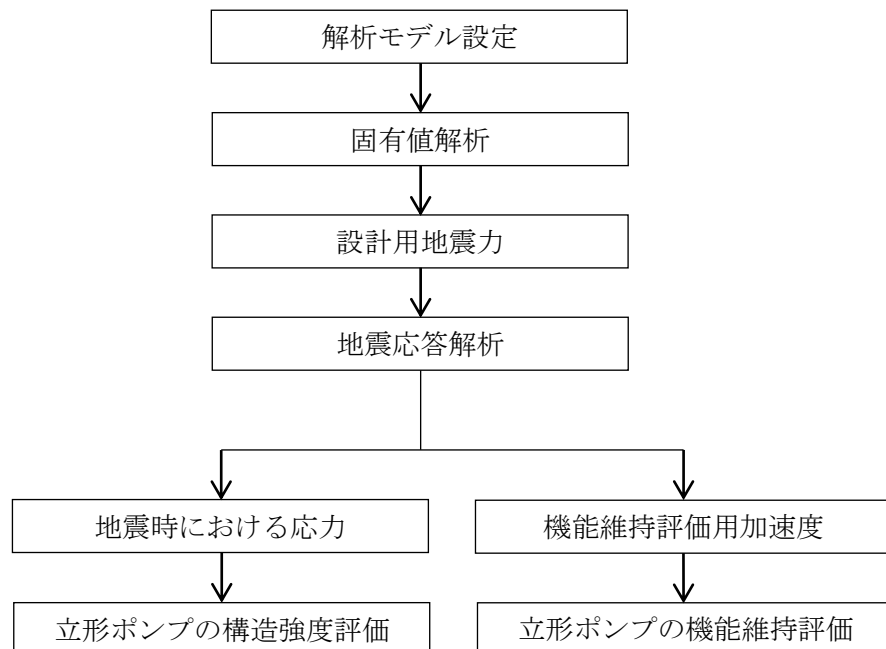 解析モデル設定
固有値解析
設計用地震力
地震応答解析
地震時における応力
機能維持評価用加速度
立形ポンプの構造強度評価
立形ポンプの機能維持評価